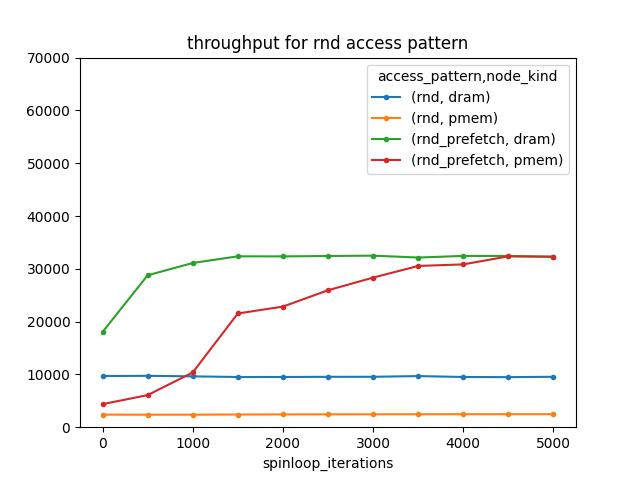 throughput for rnd access pattern
70000
60000
50000
40000
30000
20000
10000
0
access_pattern,node_kind
(rnd, dram)
(rnd, pmem)
(rnd_prefetch, dram)
(rnd_prefetch, pmem)
0 1000 2000 3000 4000 5000
spinloop_iterations